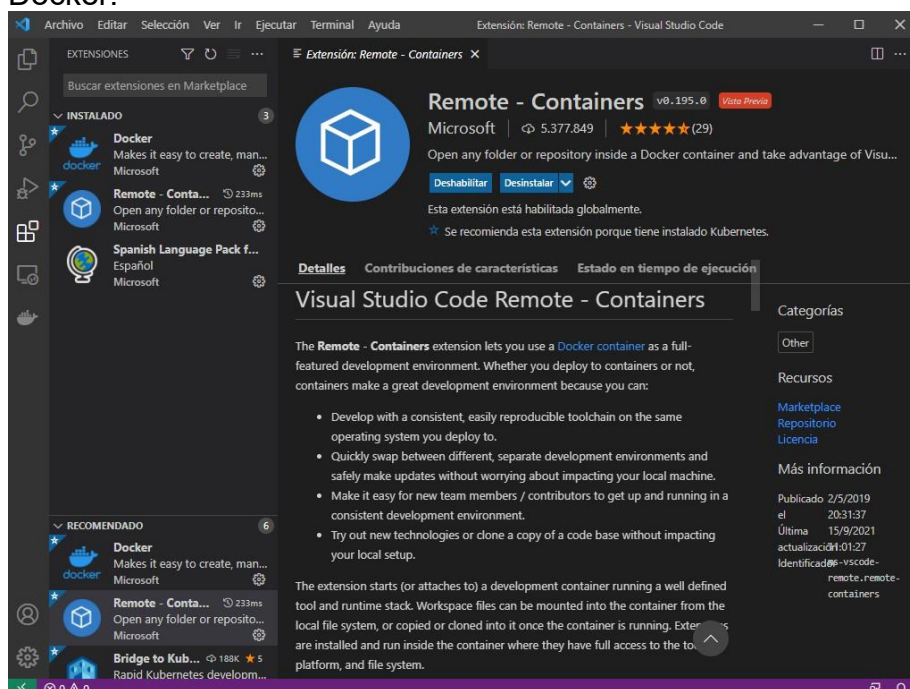 Docker.
Archivo Editar Selección Ver Ir Ejecutar Terminal Ayuda Extensión: Remote - Containers - Visual Studio Code
EXTENSIONES
Buscar extensiones en Marketplace
INSTALADO 3
Docker
Makes it easy to create, man...
Microsoft
docker
Remote - Conta... 233ms
Open any folder or reposito...
Microsoft
Spanish Language Pack f...
Español
Microsoft
RECOMENDADO 6
Docker
Makes it easy to create, man...
Microsoft
docker
Remote - Conta... 233ms
Open any folder or reposito...
Microsoft
Bridge to Kub... 188K ★ 5
Rapid Kubernetes developm...
Extensión: Remote - Containers
Remote - Containers v0.195.0 Vista Previa
Microsoft 5.377.849 (29)
Open any folder or repository inside a Docker container and take advantage of Visu...
Deshabilitar Desinstalar
Esta extensión está habilitada globalmente.
Se recomienda esta extensión porque tiene instalado Kubernetes.
Detalles Contribuciones de características Estado en tiempo de ejecución
Visual Studio Code Remote - Containers
The Remote - Containers extension lets you use a Docker container as a full-
featured development environment. Whether you deploy to containers or not,
containers make a great development environment because you can:
• Develop with a consistent, easily reproducible toolchain on the same
operating system you deploy to.
• Quickly swap between different, separate development environments and
safely make updates without worrying about impacting your local machine.
• Make it easy for new team members / contributors to get up and running in a
consistent development environment.
• Try out new technologies or clone a copy of a code base without impacting
your local setup.
The extension starts (or attaches to) a development container running a well defined
tool and runtime stack. Workspace files can be mounted into the container from the
local file system, or copied or cloned into it once the container is running. Extensions
are installed and run inside the container where they have full access to the
platform, and file system.
Categorías
Other
Recursos
Marketplace
Repositorio
Licencia
Más información
Publicado 2/5/2019
el 20:31:37
Última 15/9/2021
actualización 11:01:27
Identificador ms-vscode-
remote.remote-
containers
0 0